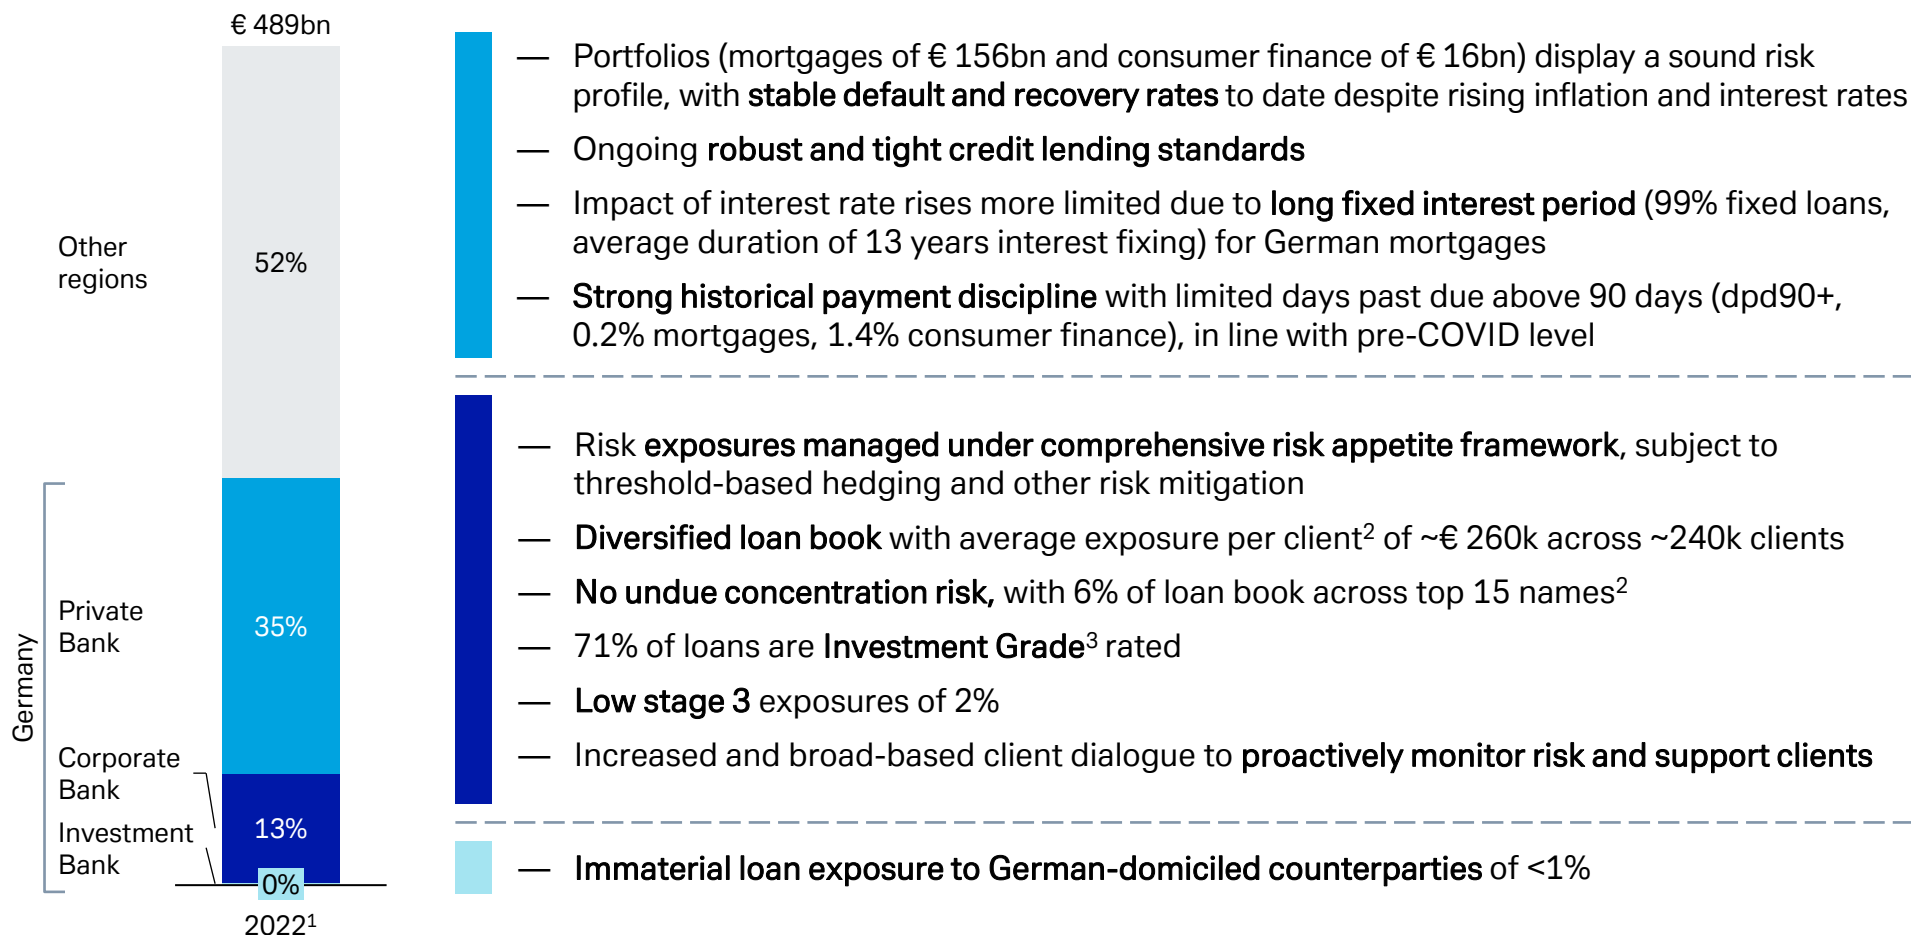 € 489bn
Other
regions
52%
Germany
Private
Bank
35%
Corporate
Bank
13%
Investment
Bank
0%
2022¹
— Portfolios (mortgages of € 156bn and consumer finance of € 16bn) display a sound risk
profile, with stable default and recovery rates to date despite rising inflation and interest rates
— Ongoing robust and tight credit lending standards
— Impact of interest rate rises more limited due to long fixed interest period (99% fixed loans,
average duration of 13 years interest fixing) for German mortgages
— Strong historical payment discipline with limited days past due above 90 days (dpd90+,
0.2% mortgages, 1.4% consumer finance), in line with pre-COVID level
— Risk exposures managed under comprehensive risk appetite framework, subject to
threshold-based hedging and other risk mitigation
— Diversified loan book with average exposure per client² of ~€ 260k across ~240k clients
— No undue concentration risk, with 6% of loan book across top 15 names²
— 71% of loans are Investment Grade³ rated
— Low stage 3 exposures of 2%
— Increased and broad-based client dialogue to proactively monitor risk and support clients
— Immaterial loan exposure to German-domiciled counterparties of <1%